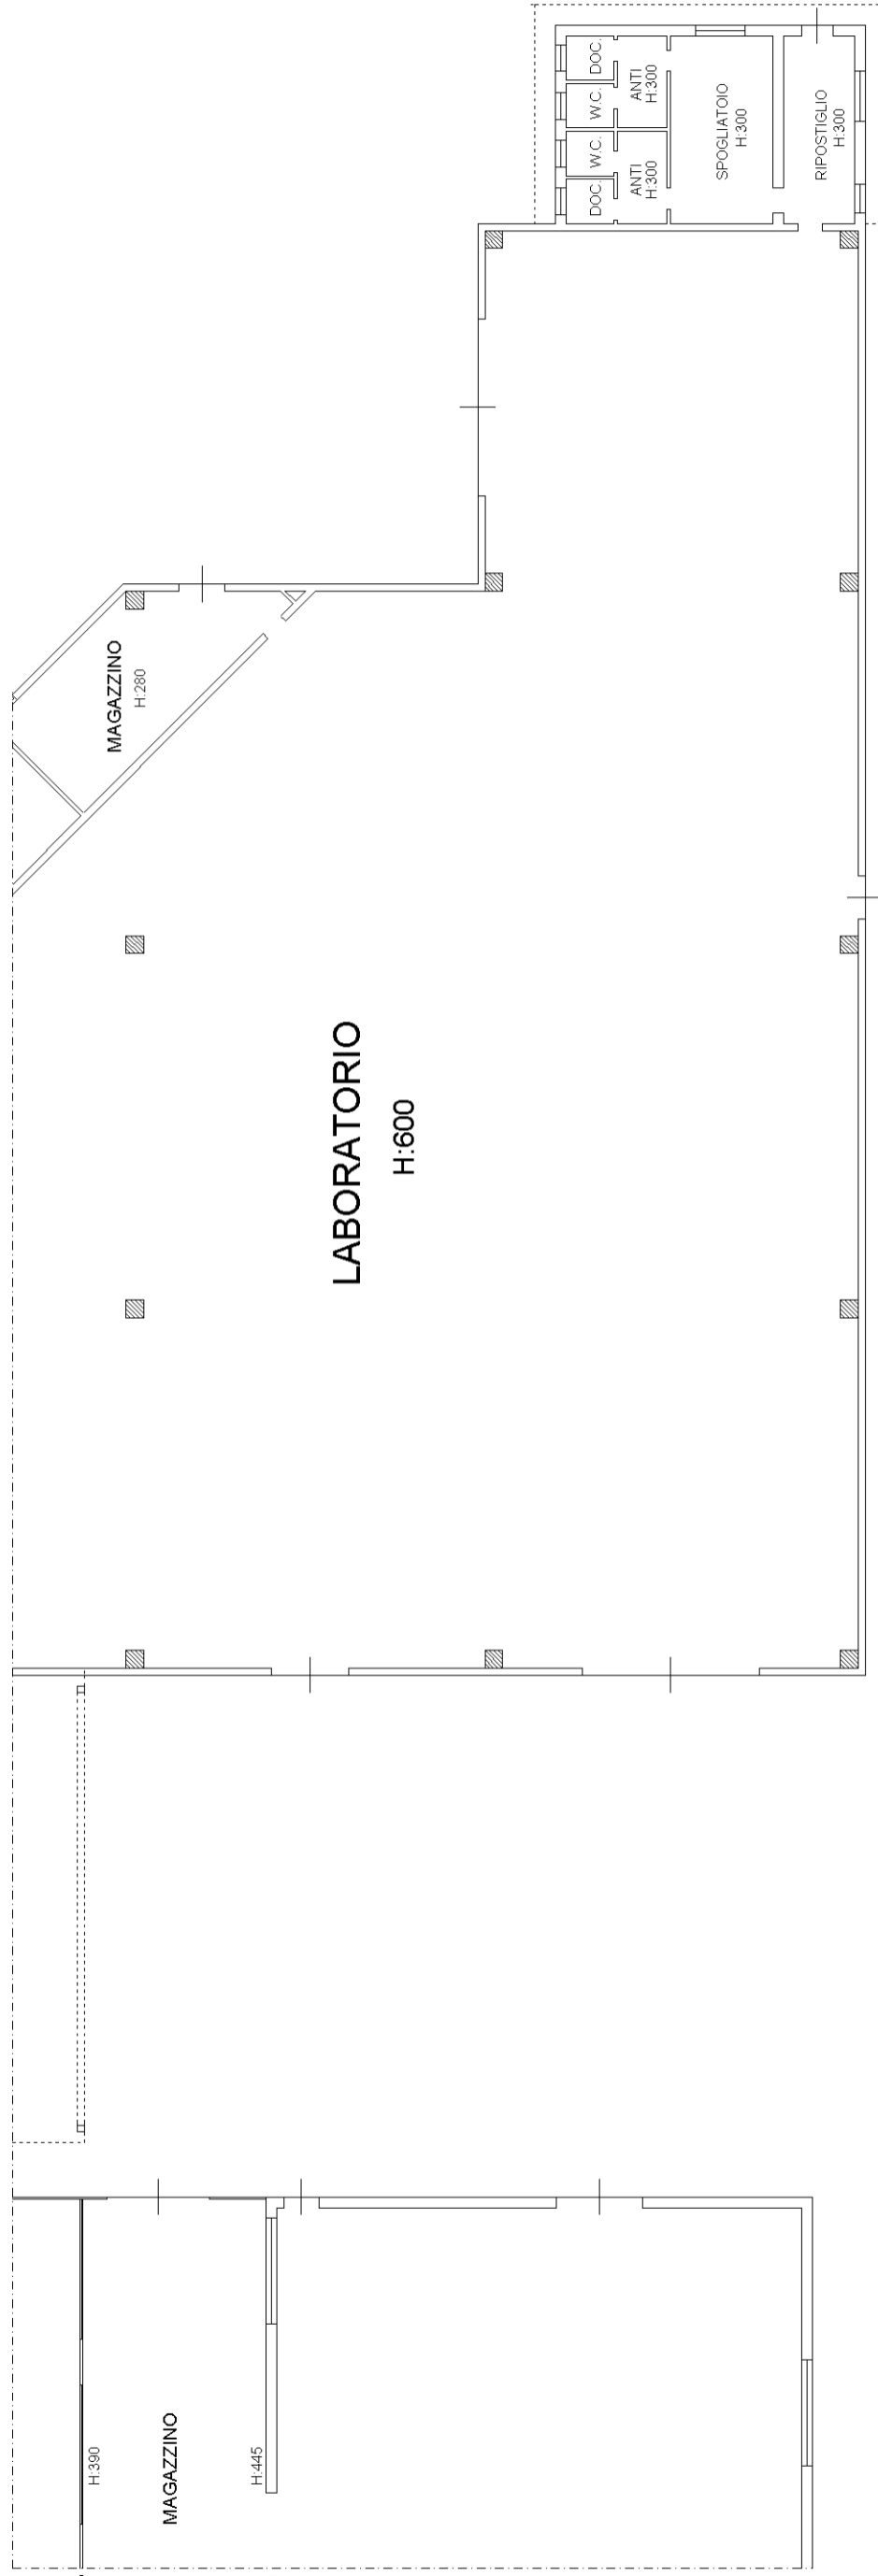 DOC.
W.C.
W.C.
DOC.
ANTI
H:300
ANTI
H:300
SPOGLIATOIO
H:300
RIPOSTIGLIO
H:300
MAGAZZINO
H:280
LABORATORIO
H:600
H:390
MAGAZZINO
H:445